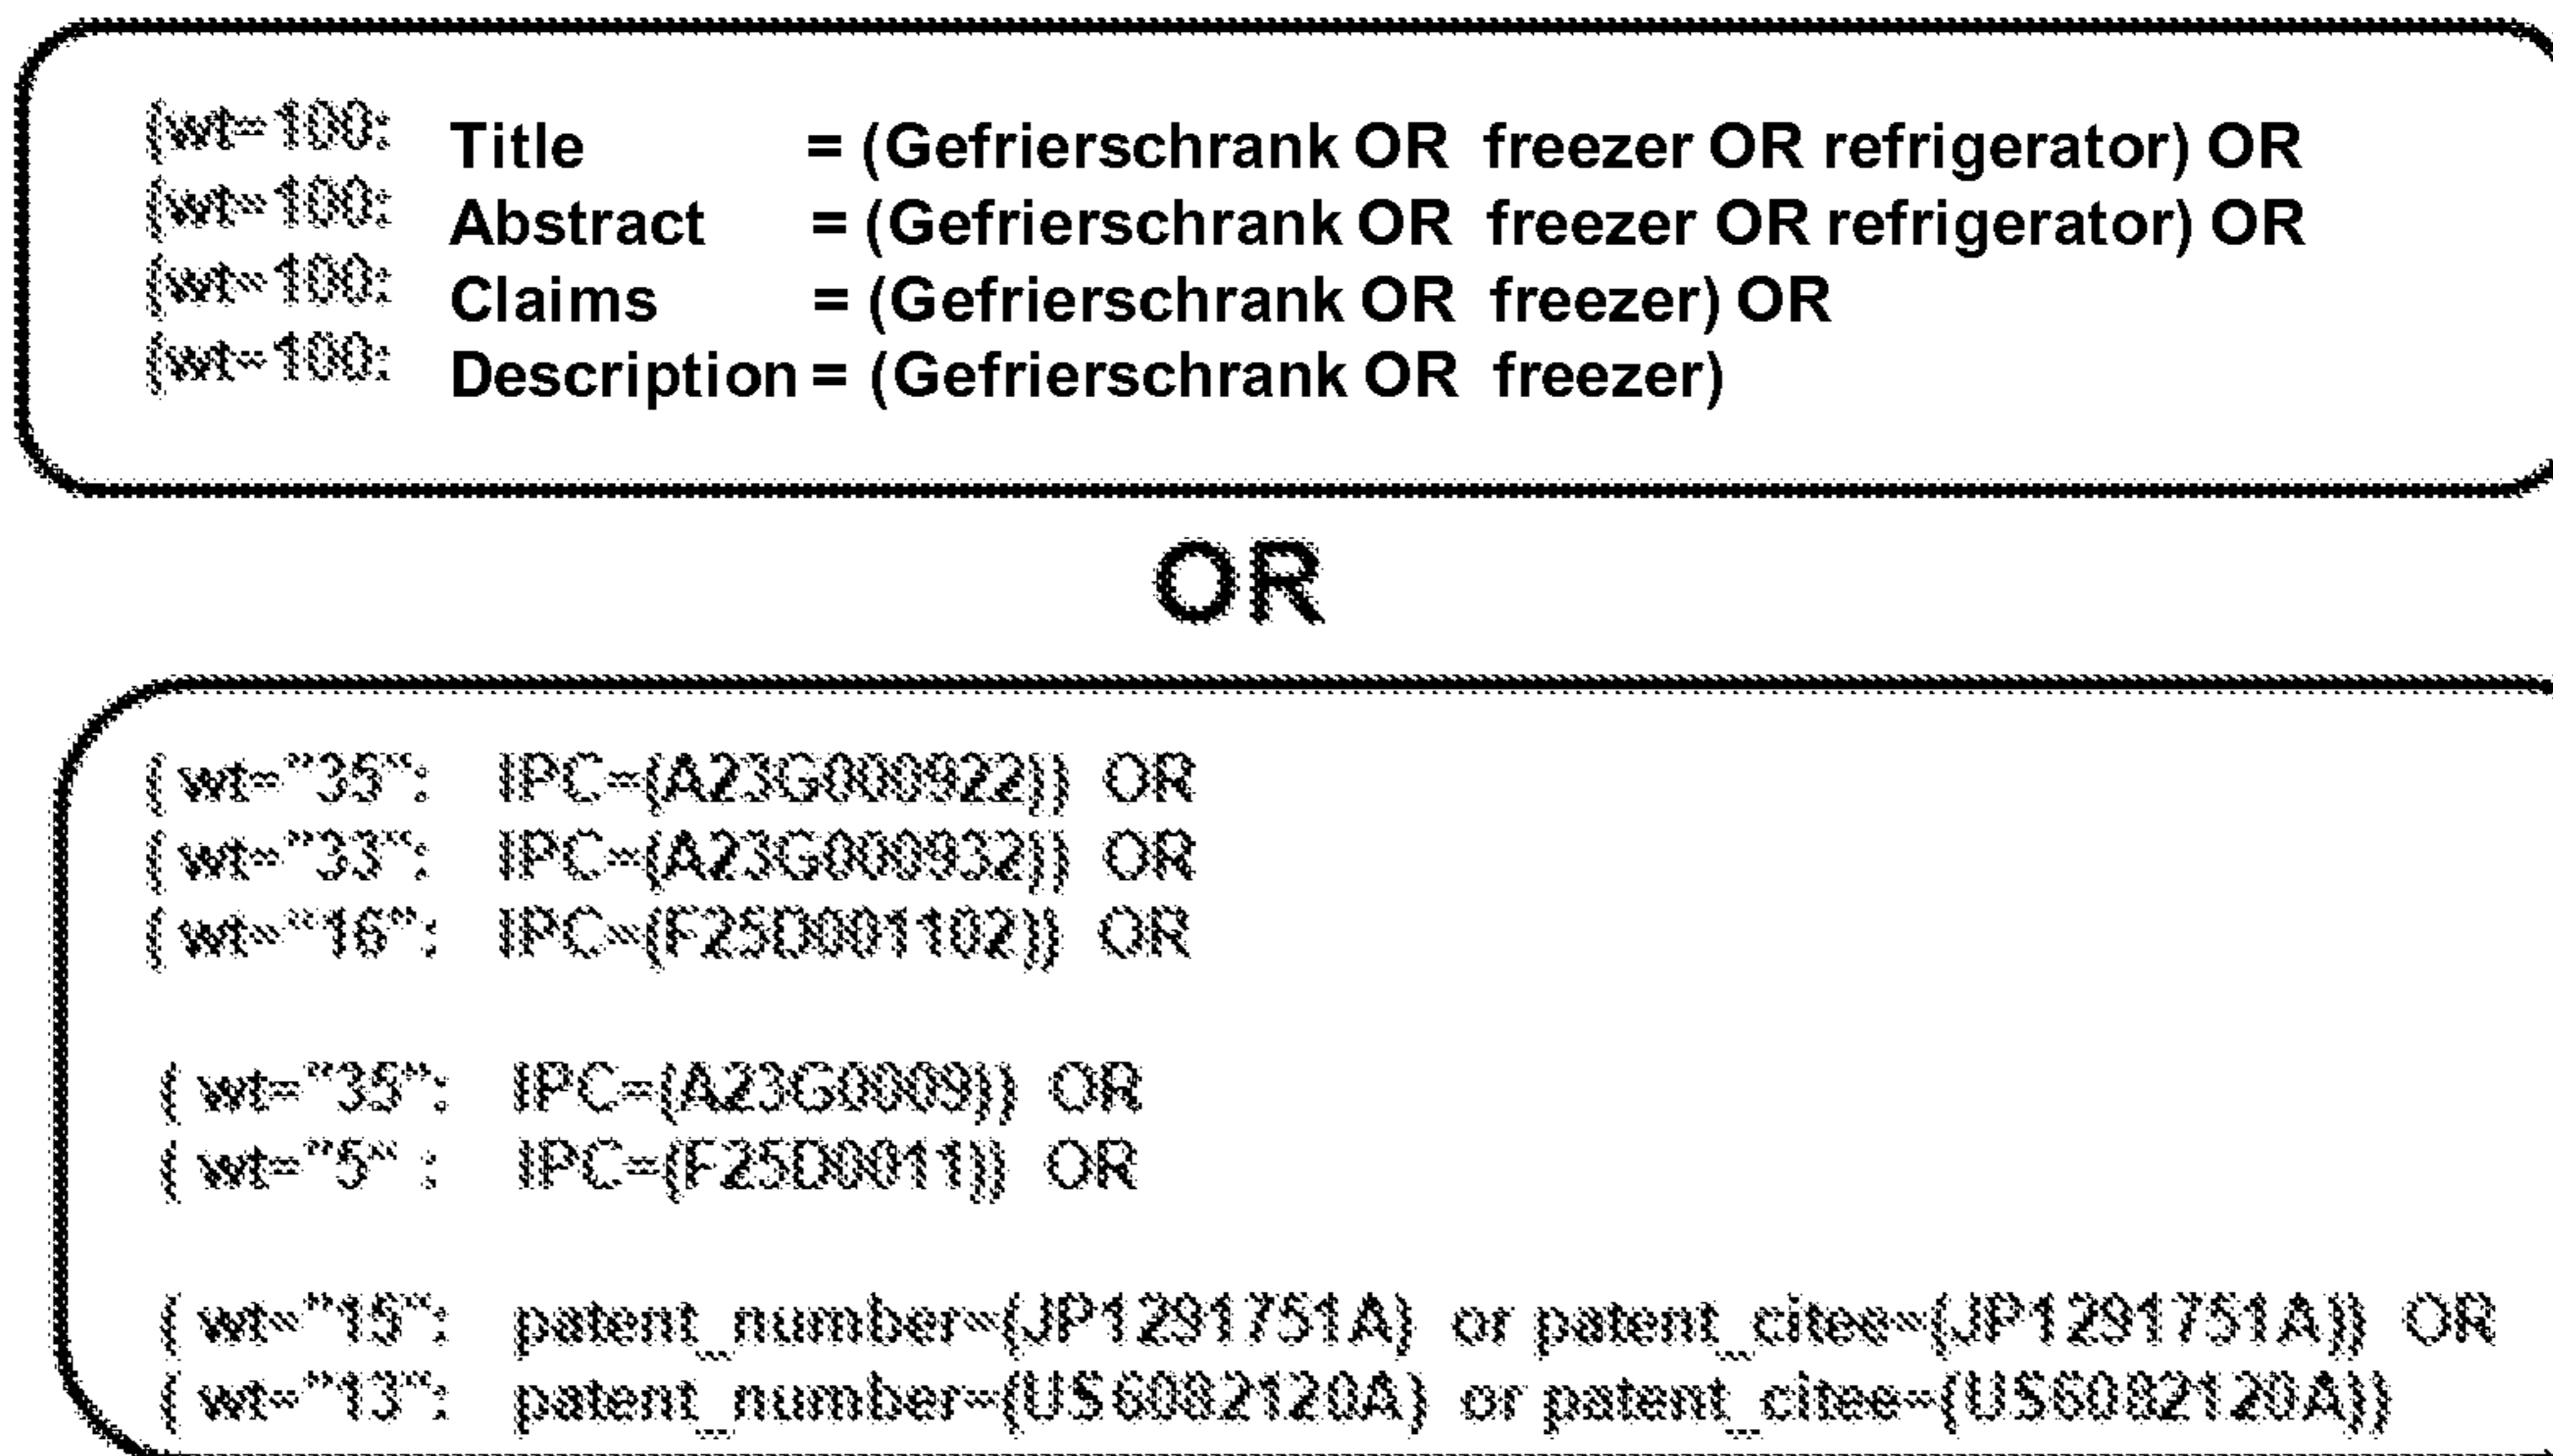 (wt=100: Title = (Gefrierschrank OR freezer OR refrigerator) OR
(wt=100: Abstract = (Gefrierschrank OR freezer OR refrigerator) OR
(wt=100: Claims = (Gefrierschrank OR freezer) OR
(wt=100: Description = (Gefrierschrank OR freezer)
OR
( wt="35": IPC=(A23G000922)) OR
( wt="33": IPC=(A23G000932)) OR
( wt="16": IPC=(F25D001102)) OR
( wt="35": IPC=(A23G0009)) OR
( wt="5" : IPC=(F25D0011)) OR
( wt="15": patent_number=(JP1291751A) or patent_citee=(JP1291751A)) OR
( wt="13": patent_number=(US6082120A) or patent_citee=(US6082120A))